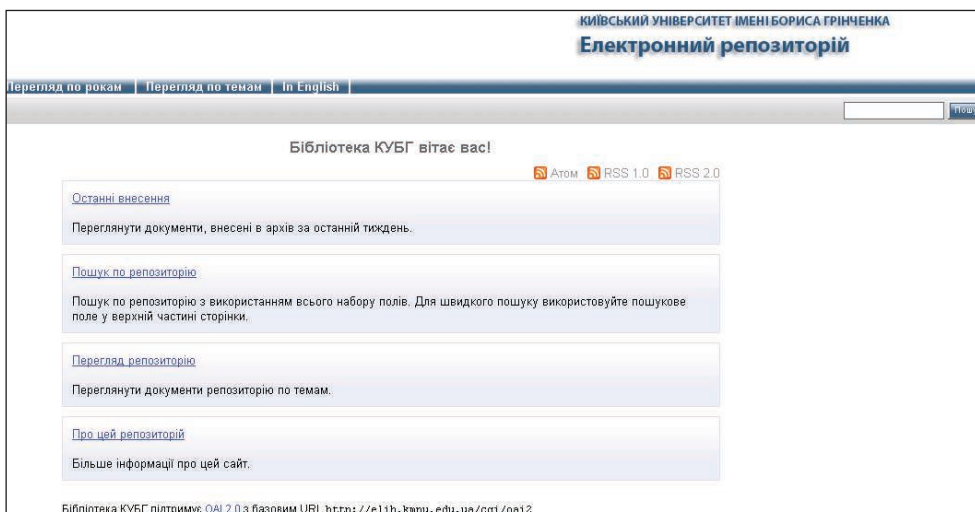 КИЇВСЬКИЙ УНІВЕРСИТЕТ ІМЕНІ БОРИСА ГРІНЧЕНКА
Електронний репозиторій
Перегляд по рокам | Перегляд по темам | In English |
Пошу
Бібліотека КУБГ вітає вас!
Атом RSS 1.0 RSS 2.0
Останні внесення
Переглянути документи, внесені в архів за останній тиждень.
Пошук по репозиторію
Пошук по репозиторію з використанням всього набору полів. Для швидкого пошуку використовуйте пошукове
поле у верхній частині сторінки.
Перегляд репозиторію
Переглянути документи репозиторію по темам.
Про цей репозиторій
Більше інформації про цей сайт.
Бібліотека КУБГ підтримує OAI 2.0 з базовим URL http://elib.kmpu.edu.ua/cgi/oai2